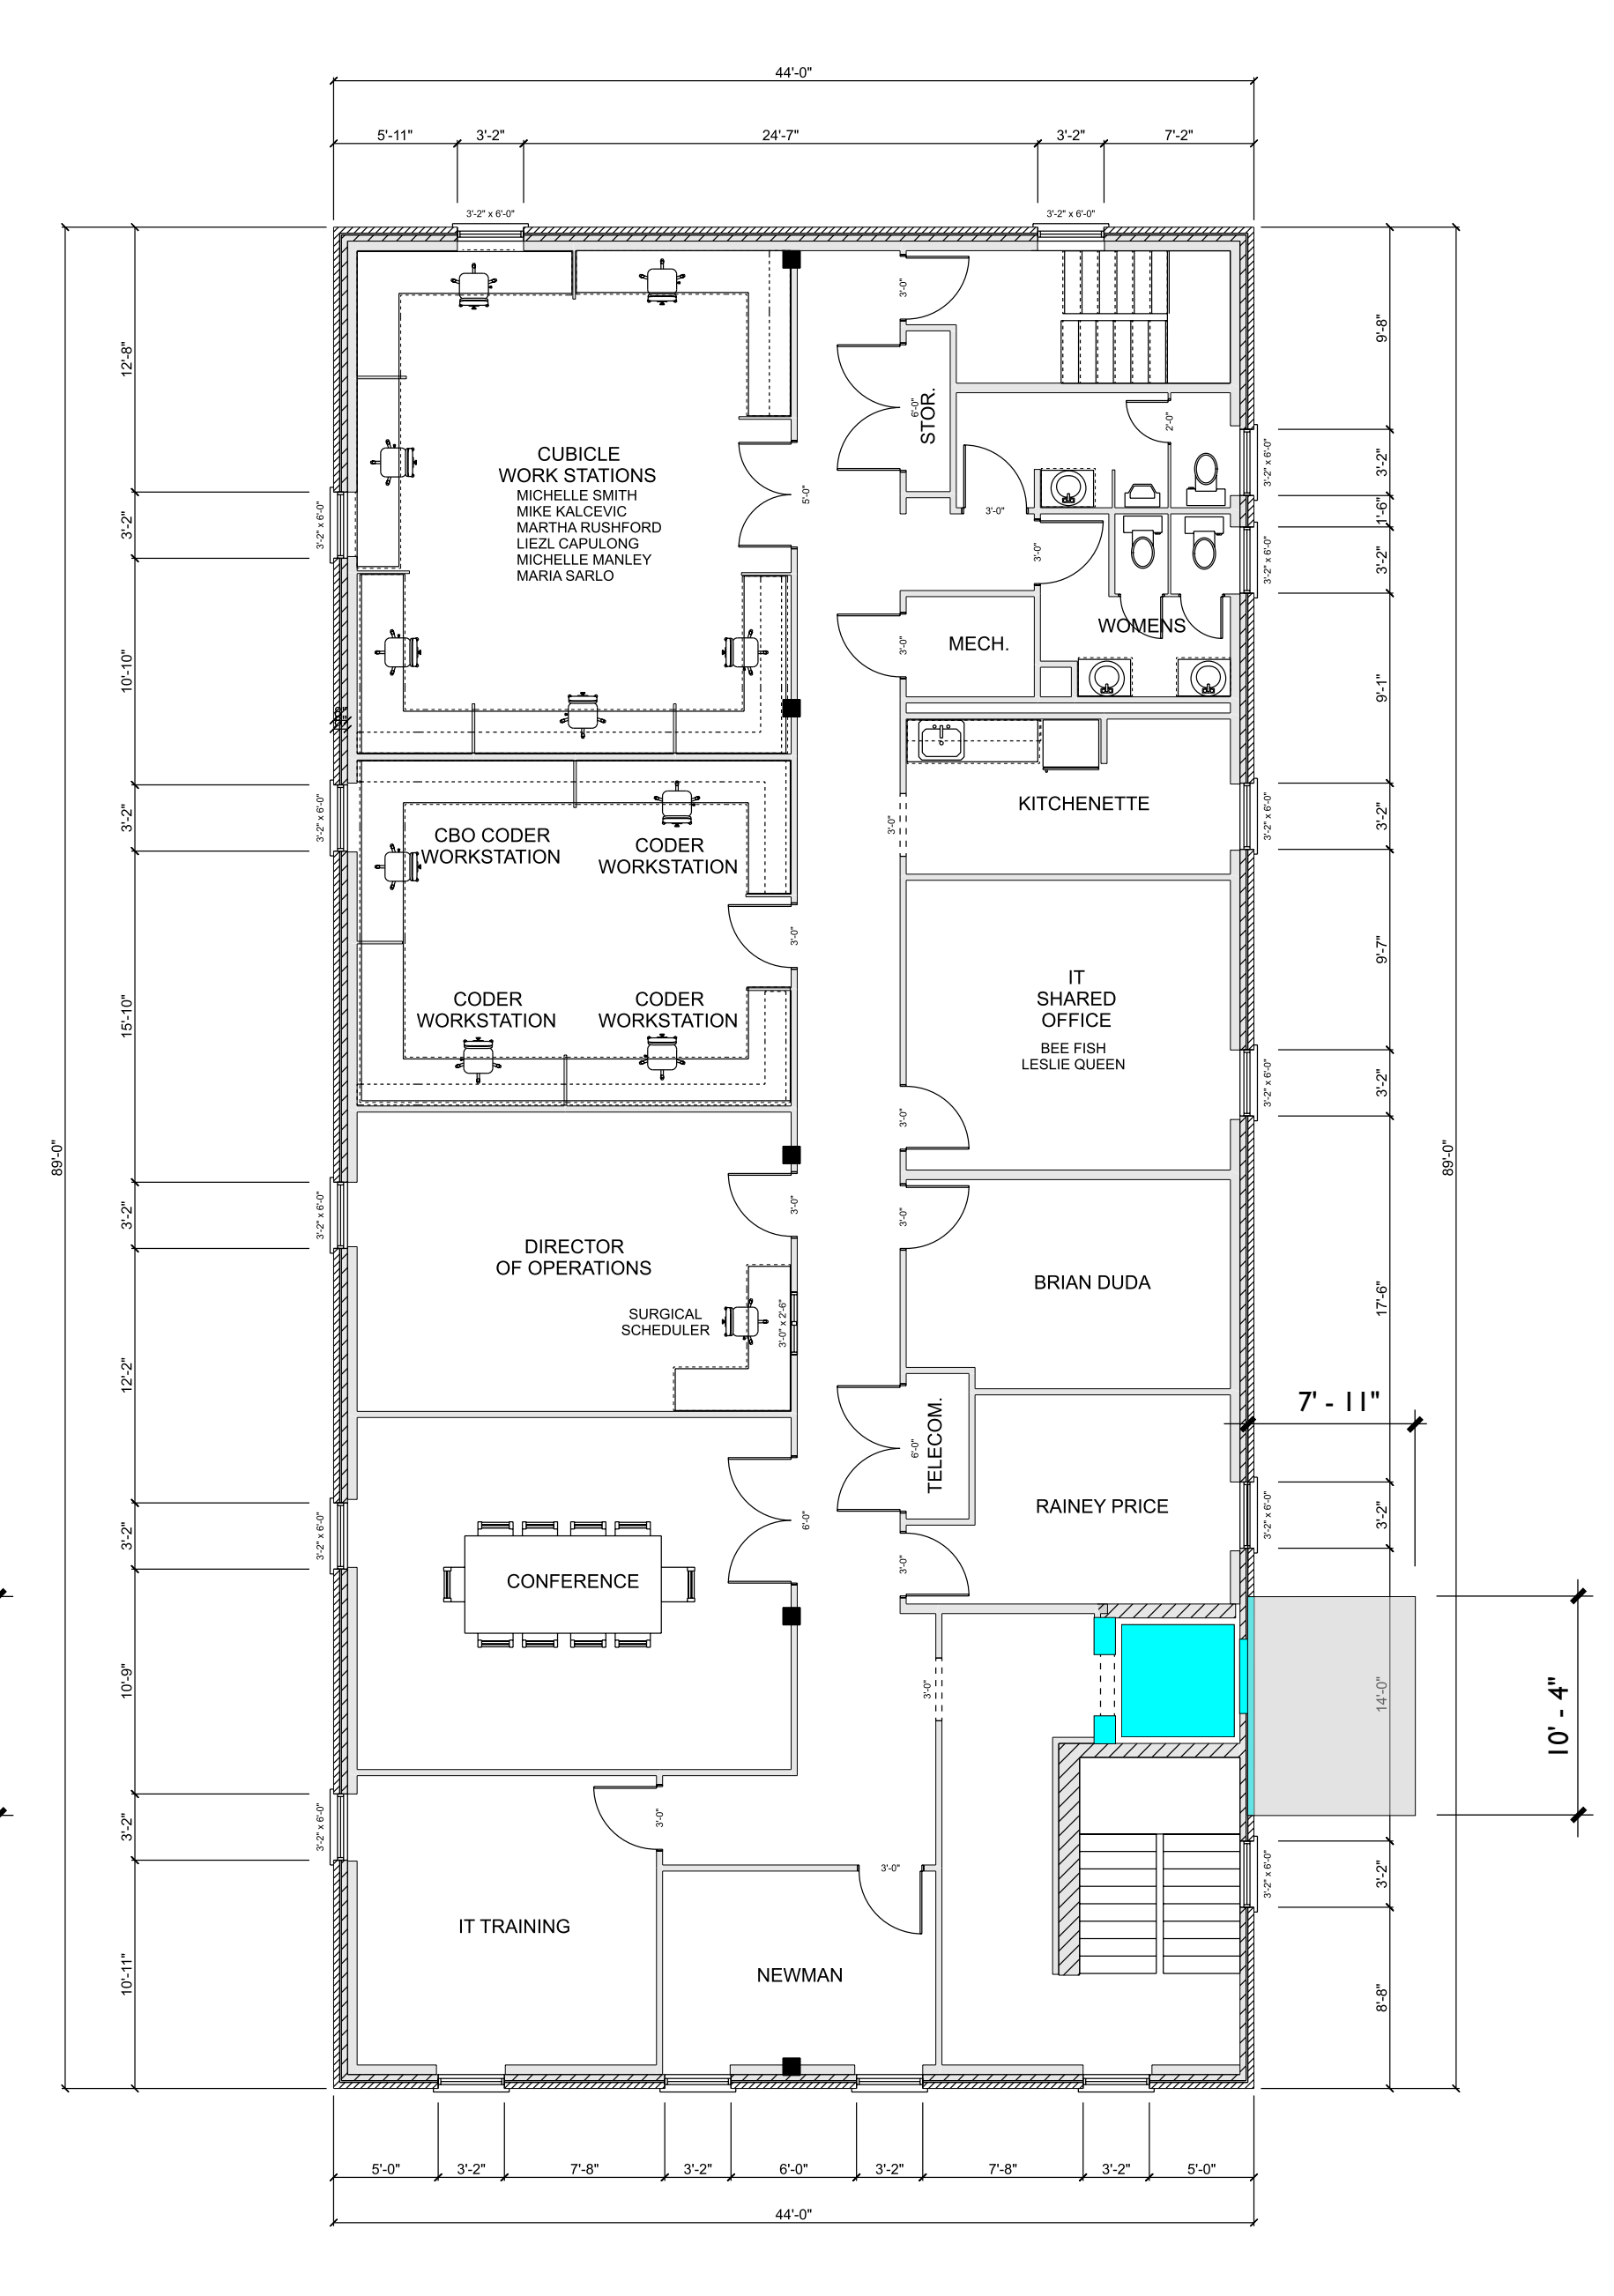 44'-0"
5'-11"
3'-2"
24'-7"
3'-2"
7'-2"
3'-2" x 6'-0"
3'-2" x 6'-0"
89'-0"
12'-8"
3'-2"
10'-10"
3'-2"
15'-10"
3'-2"
12'-2"
3'-2"
10'-9"
3'-2"
10'-11"
3'-2" x 6'-0"
3'-2" x 6'-0"
3'-2" x 6'-0"
3'-2" x 6'-0"
3'-2" x 6'-0"
CUBICLE
WORK STATIONS
MICHELLE SMITH
MIKE KALCEVIC
MARTHA RUSHFORD
LIEZL CAPULONG
MICHELLE MANLEY
MARIA SARLO
5'-0"
3'-0"
6'-0"
STOR.
2'-0"
3'-0"
3'-0"
WOMENS
3'-0"
MECH.
3'-0"
KITCHENETTE
CBO CODER
WORKSTATION
CODER
WORKSTATION
3'-0"
CODER
WORKSTATION
CODER
WORKSTATION
IT
SHARED
OFFICE
BEE FISH
LESLIE QUEEN
3'-0"
3'-0"
3'-0"
DIRECTOR
OF OPERATIONS
SURGICAL
SCHEDULER
3'-0" x 2'-6"
BRIAN DUDA
6'-0"
TELECOM.
RAINEY PRICE
3'-0"
6'-0"
CONFERENCE
3'-0"
3'-0"
3'-0"
IT TRAINING
NEWMAN
3'-2" x 6'-0"
3'-2" x 6'-0"
3'-2" x 6'-0"
3'-2" x 6'-0"
3'-2" x 6'-0"
3'-2" x 6'-0"
9'-8"
3'-2"
1'-6"
3'-2"
9'-1"
3'-2"
9'-7"
3'-2"
17'-6"
3'-2"
14'-0"
3'-2"
8'-8"
89'-0"
7' - 11"
10' - 4"
5'-0"
3'-2"
7'-8"
3'-2"
6'-0"
3'-2"
7'-8"
3'-2"
5'-0"
44'-0"